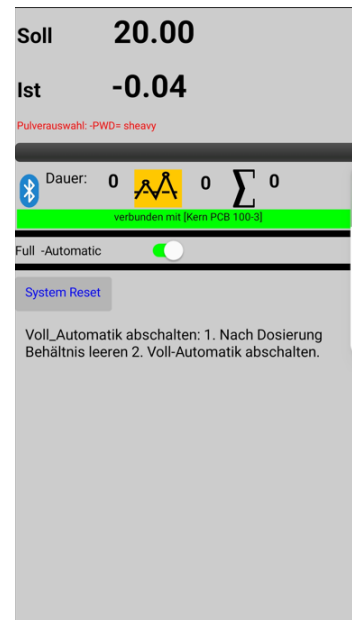 Soll 20.00
Ist -0.04
Pulverauswahl: -PWD= sheavy
Dauer: 0 0 ∑ 0
verbunden mit [Kern PCB 100-3]
Full -Automatic
System Reset
Voll_Automatik abschalten: 1. Nach Dosierung
Behältnis leeren 2. Voll-Automatik abschalten.